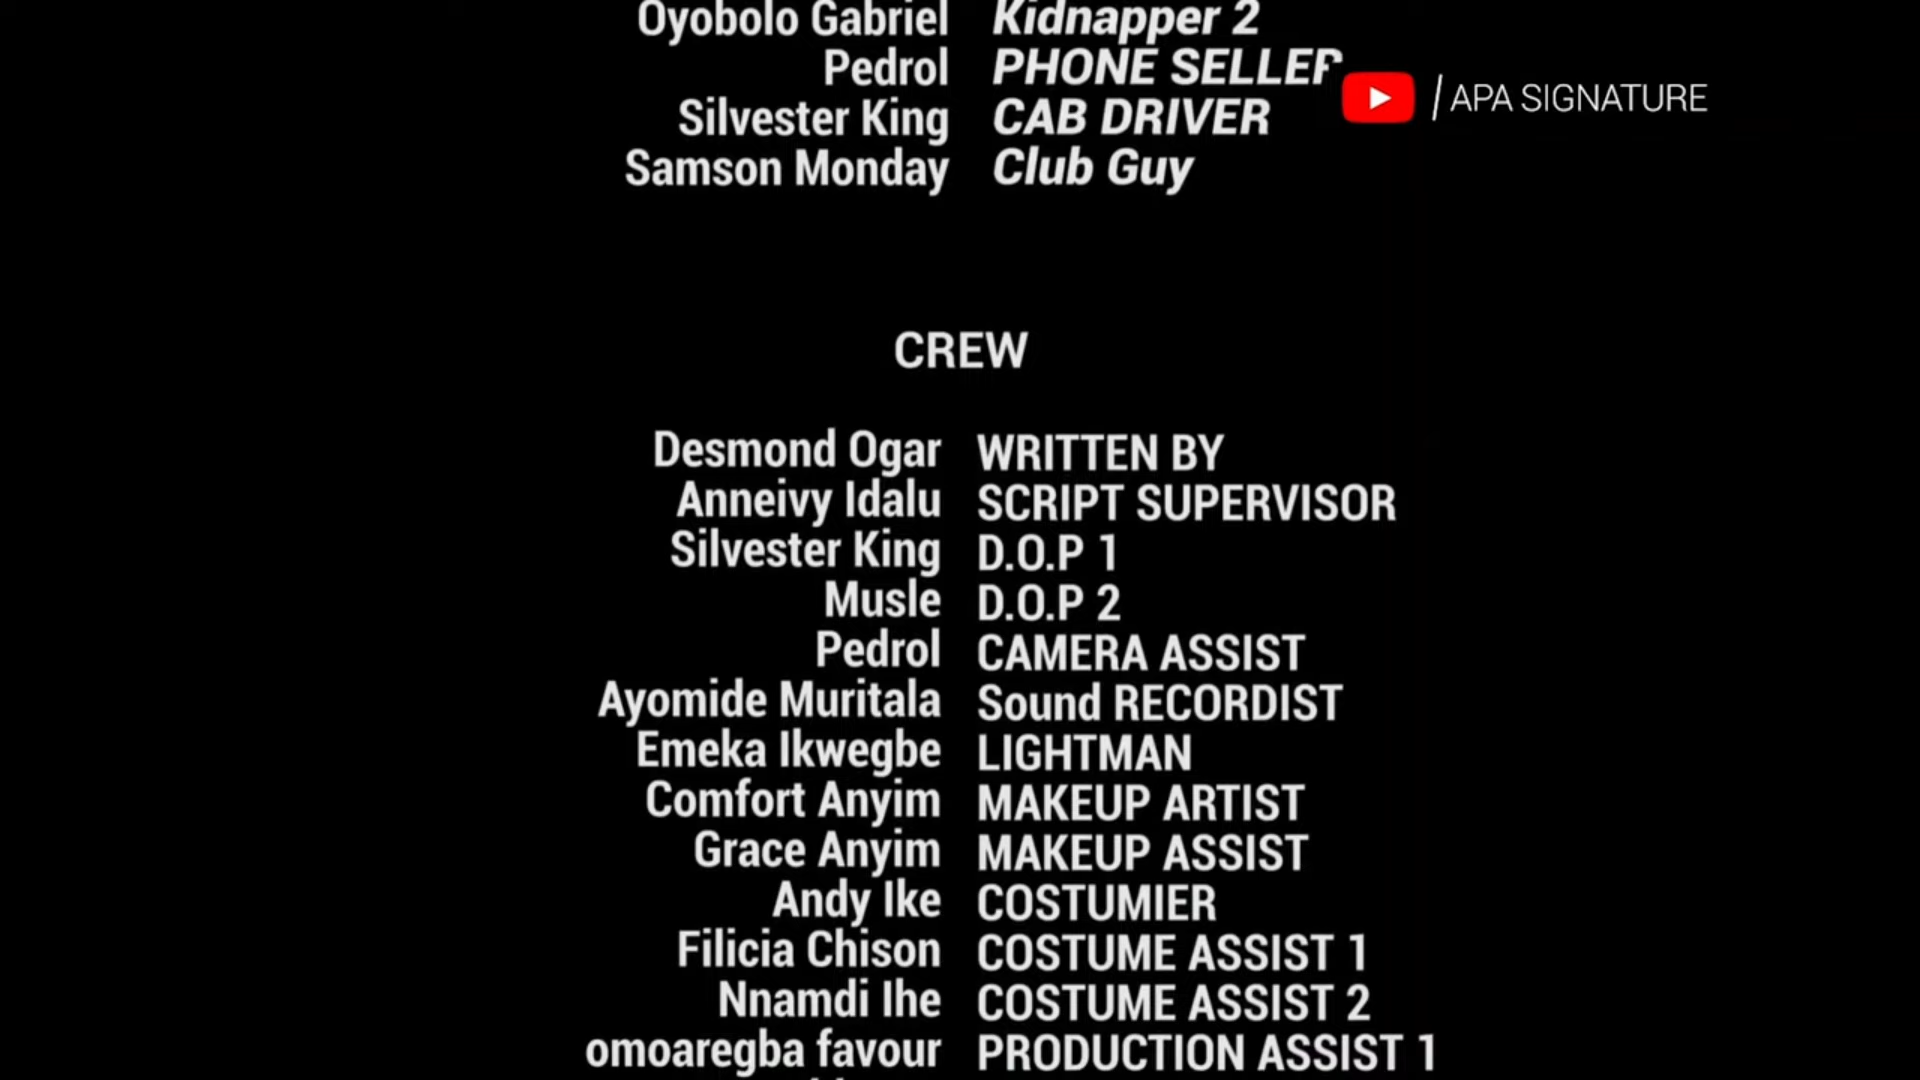 Oyobolo Gabriel Kidnapper 2
Pedrol PHONE SELLER
/APA SIGNATURE
Silvester King CAB DRIVER
Samson Monday Club Guy
CREW
Desmond Ogar WRITTEN BY
Anneivy Idalu SCRIPT SUPERVISOR
Silvester King D.O.P 1
Musle D.O.P 2
Pedrol CAMERA ASSIST
Ayomide Muritala Sound RECORDIST
Emeka Ikwegbe LIGHTMAN
Comfort Anyim MAKEUP ARTIST
Grace Anyim MAKEUP ASSIST
Andy Ike COSTUMIER
Filicia Chison COSTUME ASSIST 1
Nnamdi Ihe COSTUME ASSIST 2
omoaregba favour PRODUCTION ASSIST 1